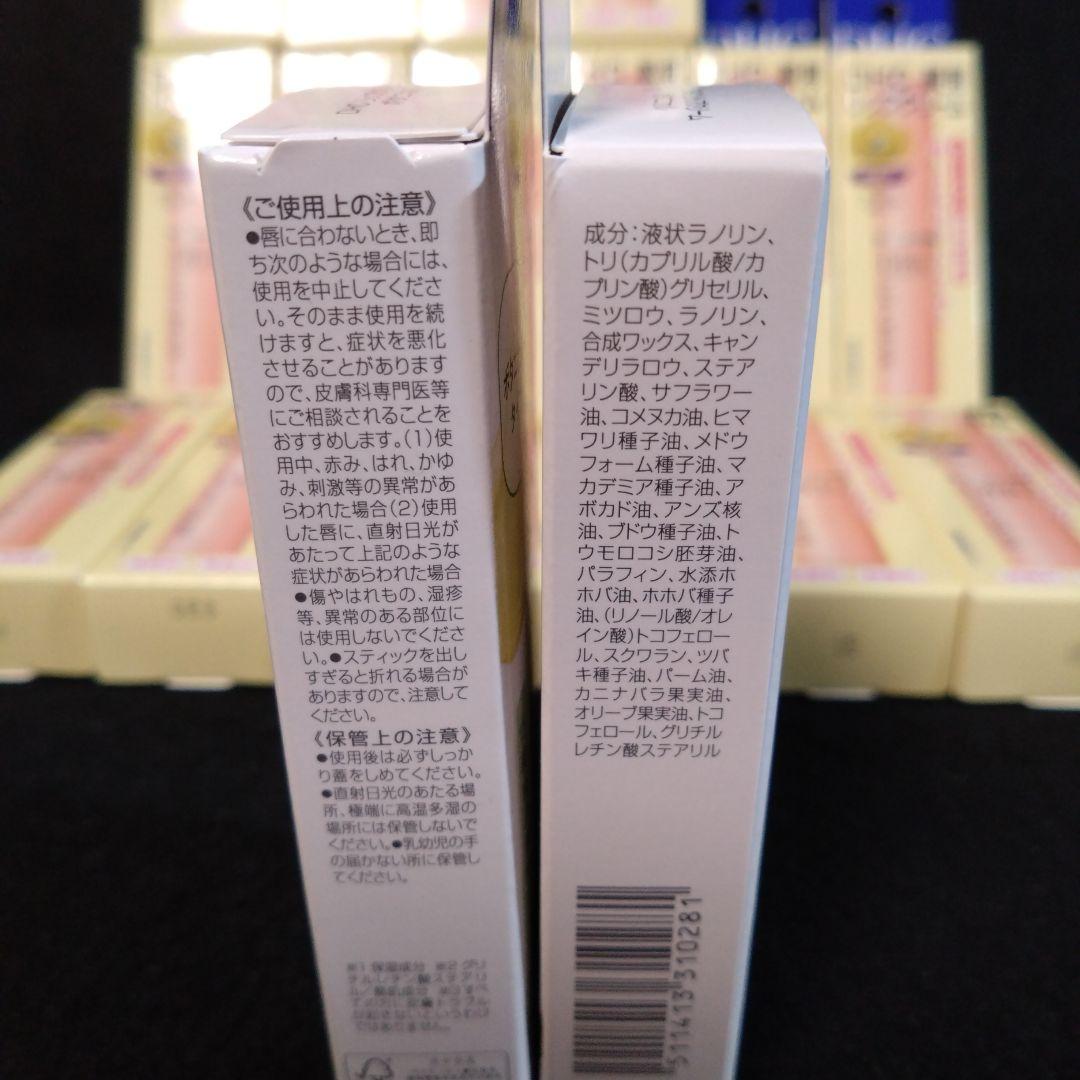 《ご使用上の注意》
●唇に合わないとき、即
ち次のような場合には、
使用を中止してくださ
い。そのまま使用を続
けますと、症状を悪化
させることがあります
ので、皮膚科専門医等
にご相談されることを
おすすめします。(1)使
用中、赤み、はれ、かゆ
み、刺激等の異常があ
らわれた場合(2)使用
した唇に、直射日光が
あたって上記のような
症状があらわれた場合
●傷やはれもの、湿疹
等、異常のある部位に
は使用しないでくださ
い。●スティックを出し
すぎると折れる場合が
ありますので、注意して
ください。
《保管上の注意》
●使用後は必ずしっか
り蓋をしめてください。
●直射日光のあたる場
所、極端に高温多湿の
場所には保管しないで
ください。●乳幼児の手
の届かない所に保管し
てください。
※1 保湿成分 ※2 グリ
チルレチン酸ステアリ
成分:液状ラノリン、
トリ(カプリル酸/カ
プリン酸)グリセリル、
ミツロウ、ラノリン、
合成ワックス、キャン
デリラロウ、ステア
リン酸、サフラワー
油、コメヌカ油、ヒマ
ワリ種子油、メドウ
フォーム種子油、マ
カデミア種子油、ア
ボカド油、アンズ核
油、ブドウ種子油、ト
ウモロコシ胚芽油、
パラフィン、水添ホ
ホバ油、ホホバ種子
油、(リノール酸/オレ
イン酸)トコフェロー
ル、スクワラン、ツバ
キ種子油、パーム油、
カニナバラ果実油、
オリーブ果実油、トコ
フェロール、グリチル
レチン酸ステアリル
511413 310281